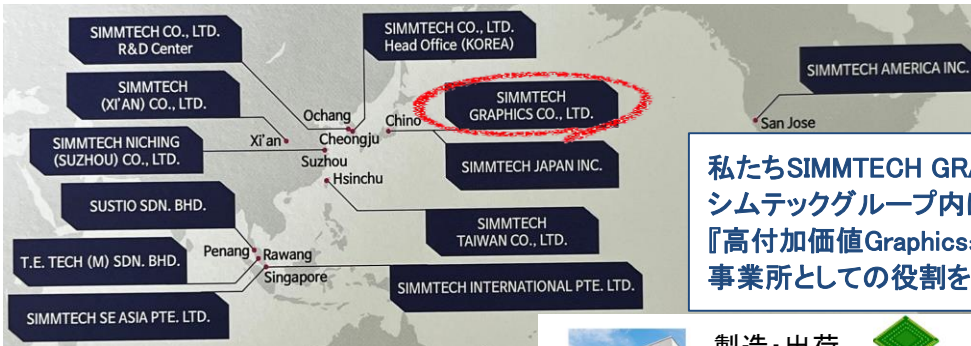 SIMMTECH CO., LTD.
R&D Center
SIMMTECH CO., LTD.
Head Office (KOREA)
SIMMTECH AMERICA INC.
SIMMTECH
(XI'AN) CO., LTD.
SIMMTECH
GRAPHICS CO., LTD.
Ochang
Chino
San Jose
SIMMTECH NICHING
(SUZHOU) CO., LTD.
Xi'an
Cheongju
Suzhou
Hsinchu
SIMMTECH JAPAN INC.
SUSTIO SDN. BHD.
SIMMTECH
TAIWAN CO., LTD.
T.E. TECH (M) SDN. BHD.
Penang
Rawang
Singapore
SIMMTECH INTERNATIONAL PTE. LTD.
SIMMTECH SE ASIA PTE. LTD.
私たちSIMMTECH GRA
シムテックグループ内
『高付加価値Graphics
事業所としての役割を
製造・出荷